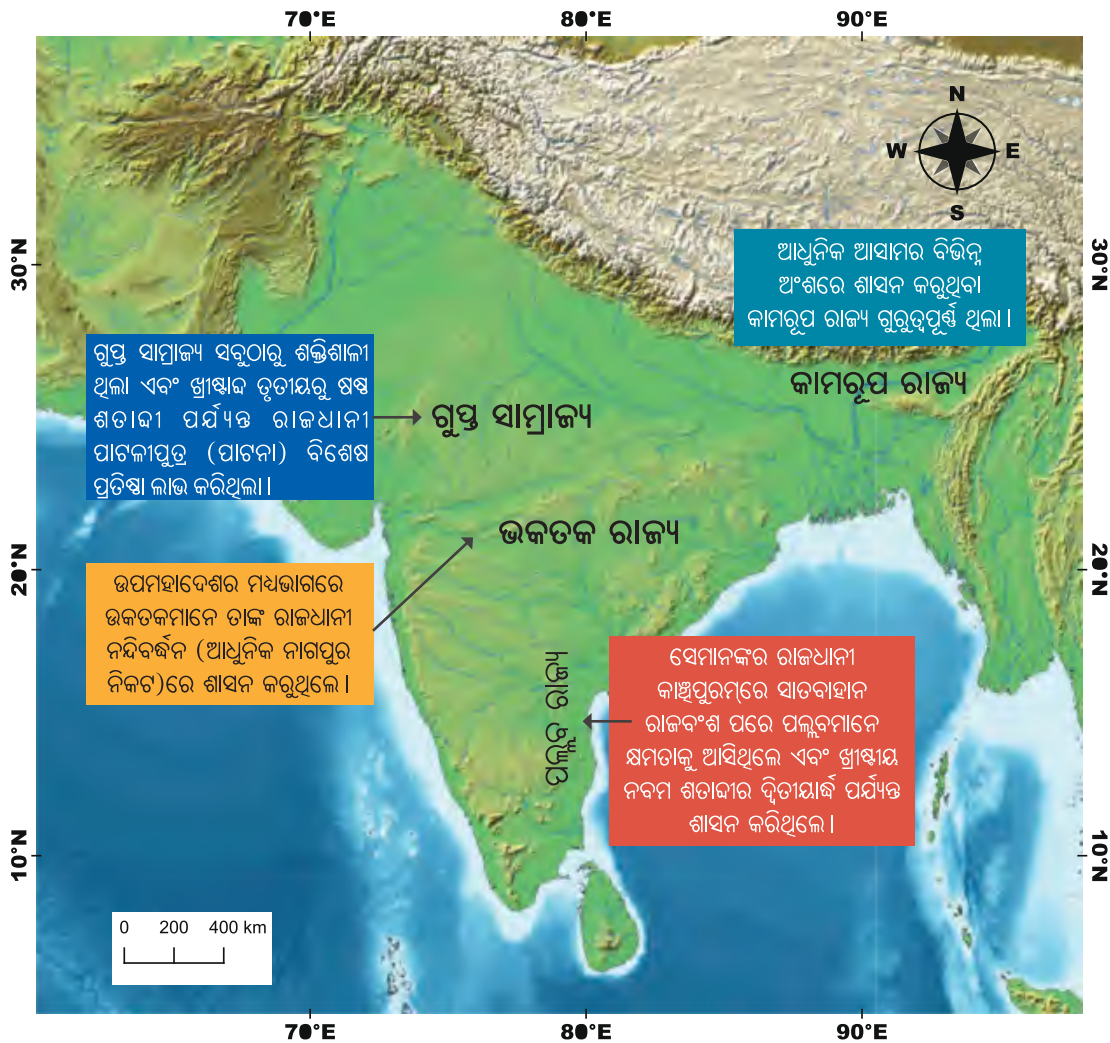 70°E 80°E 90°E
N
W E
S
30°N 30°N
ଆଧୁନିକ ଆସାମର ବିଭିନ୍ନ
ଅଂଶରେ ଶାସନ କରୁଥିବା
କାମରୂପ ରାଜ୍ୟ ଗୁରୁତ୍ୱପୂର୍ଣ୍ଣ ଥିଲା।
ଗୁପ୍ତ ସାମ୍ରାଜ୍ୟ ସବୁଠାରୁ ଶକ୍ତିଶାଳୀ
ଥିଲା ଏବଂ ଖ୍ରୀଷ୍ଟାବ୍ଦ ତୃତୀୟରୁ ଷଷ୍ଠ
ଶତାବ୍ଦୀ ପର୍ଯ୍ୟନ୍ତ ରାଜଧାନୀ
ପାଟଳୀପୁତ୍ର (ପାଟନା) ବିଶେଷ
ପ୍ରତିଷ୍ଠା ଲାଭ କରିଥିଲା।
କାମରୂପ ରାଜ୍ୟ
ଗୁପ୍ତ ସାମ୍ରାଜ୍ୟ
ଭକତକ ରାଜ୍ୟ
20°N 20°N
ଉପମହାଦେଶର ମଧ୍ୟଭାଗରେ
ଉକତକମାନେ ତାଙ୍କ ରାଜଧାନୀ
ନନ୍ଦିବର୍ଦ୍ଧନ (ଆଧୁନିକ ନାଗପୁର
ନିକଟ)ରେ ଶାସନ କରୁଥିଲେ।
ପଲ୍ଲବ ରାଜ୍ୟ
ସେମାନଙ୍କର ରାଜଧାନୀ
କାଞ୍ଚିପୁରମ୍‌ରେ ସାତବାହାନ
ରାଜବଂଶ ପରେ ପଲ୍ଲବମାନେ
କ୍ଷମତାକୁ ଆସିଥିଲେ ଏବଂ ଖ୍ରୀଷ୍ଟୀୟ
ନବମ ଶତାବ୍ଦୀର ଦ୍ୱିତୀୟାର୍ଦ୍ଧ ପର୍ଯ୍ୟନ୍ତ
ଶାସନ କରିଥିଲେ।
10°N 10°N
0 200 400 km
70°E 80°E 90°E